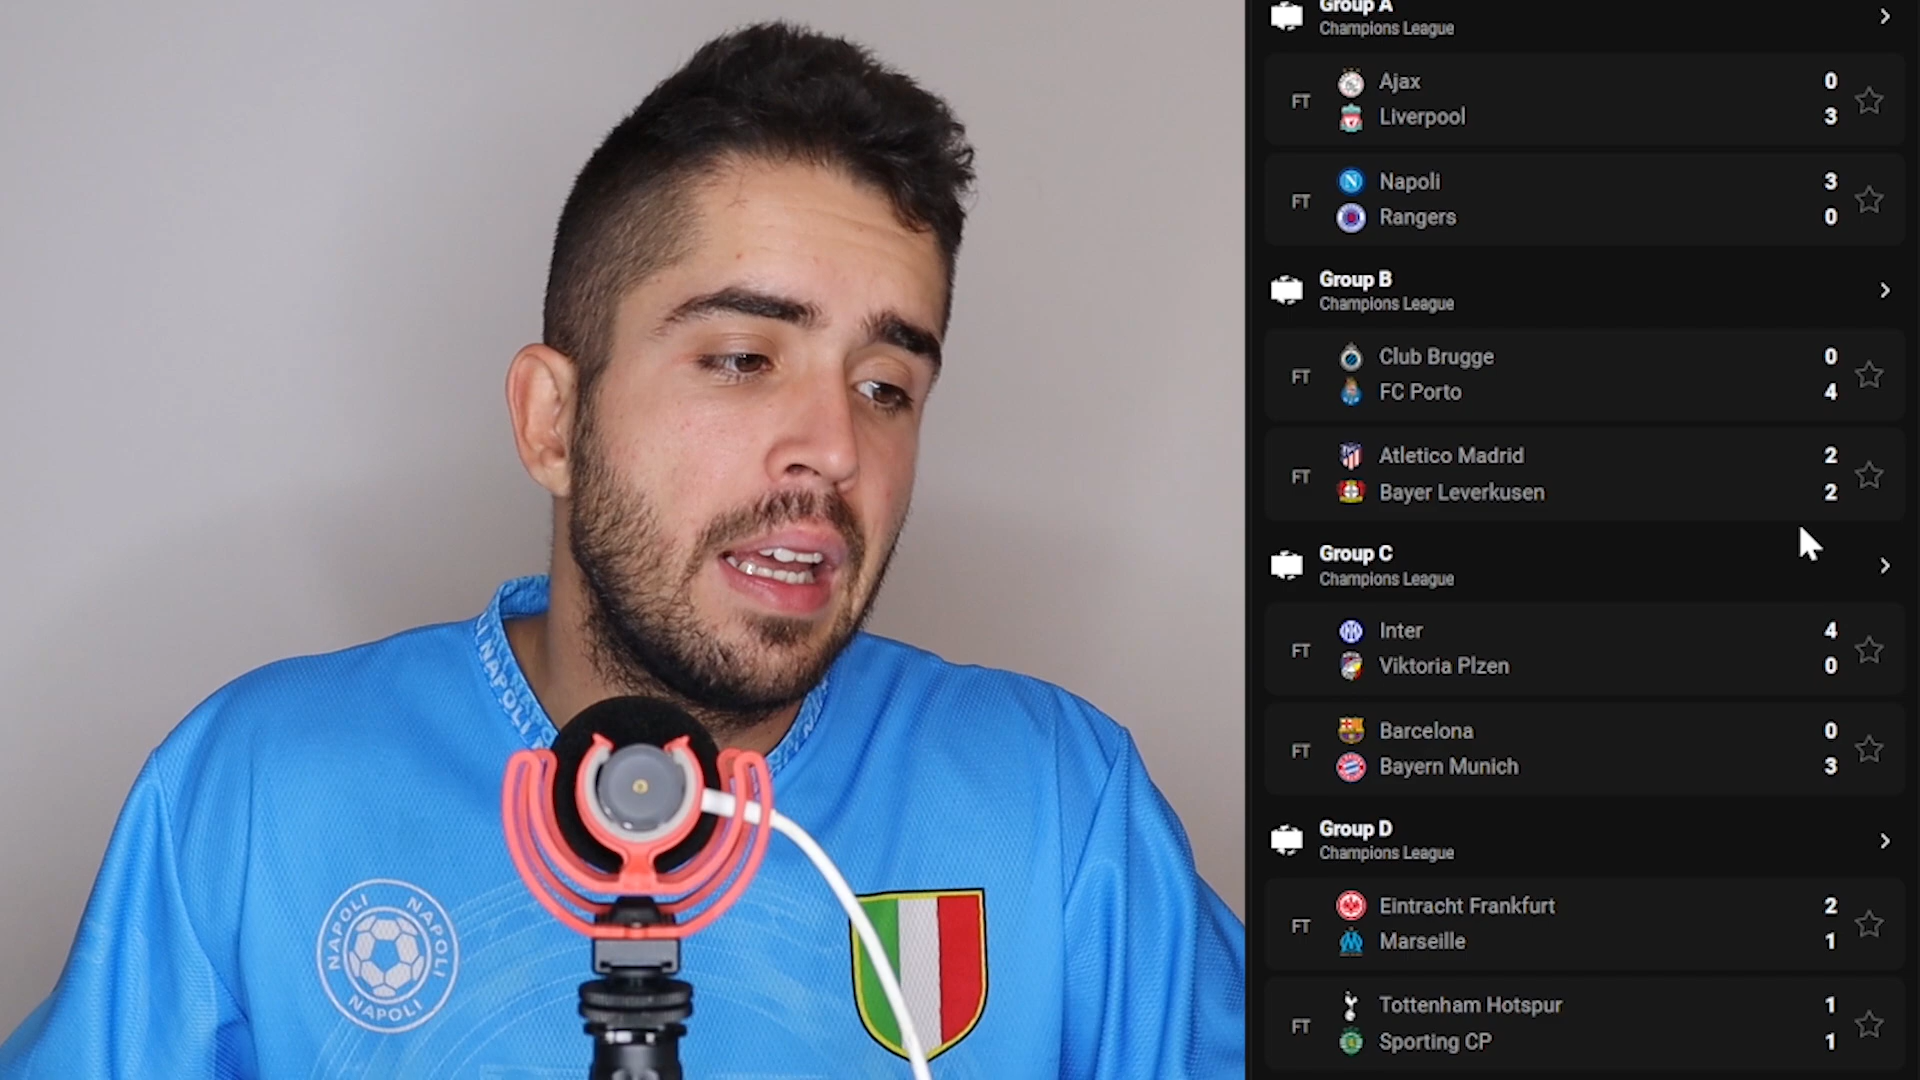 Group A
Champions League
FT
Ajax 0
Liverpool 3
FT
Napoli 3
Rangers 0
Group B
Champions League
FT
Club Brugge 0
FC Porto 4
FT
Atletico Madrid 2
Bayer Leverkusen 2
Group C
Champions League
FT
Inter 4
Viktoria Plzen 0
FT
Barcelona 0
Bayern Munich 3
Group D
Champions League
FT
Eintracht Frankfurt 2
Marseille 1
FT
Tottenham Hotspur 1
Sporting CP 1
NAPOLI
NAPOLI NAPOLI
NAPOLI